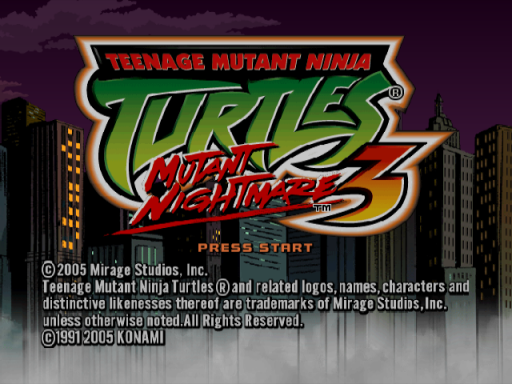 TEENAGE MUTANT NINJA
TURTLES®
MUTANT
NIGHTMARE 3™
PRESS START
©2005 Mirage Studios, Inc.
Teenage Mutant Ninja Turtles® and related logos, names, characters and
distinctive likenesses thereof are trademarks of Mirage Studios, Inc.
unless otherwise noted.All Rights Reserved.
©1991 2005 KONAMI